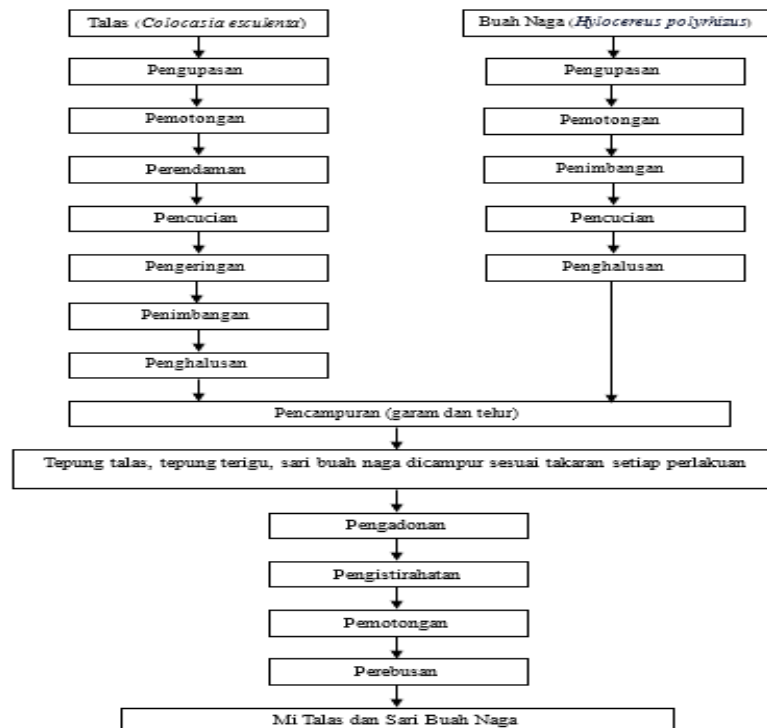 Talas (Colocasia esculenta)
Pengupasan
Pemotongan
Perendaman
Pencucian
Pengeringan
Penimbangan
Penghalusan
Buah Naga (Hylocereus polyrhizus)
Pengupasan
Pemotongan
Penimbangan
Pencucian
Penghalusan
Pencampuran (garam dan telur)
Tepung talas, tepung terigu, sari buah naga dicampur sesuai takaran setiap perlakuan
Pengadonan
Pengistirahatan
Pemotongan
Perebusan
Mi Talas dan Sari Buah Naga